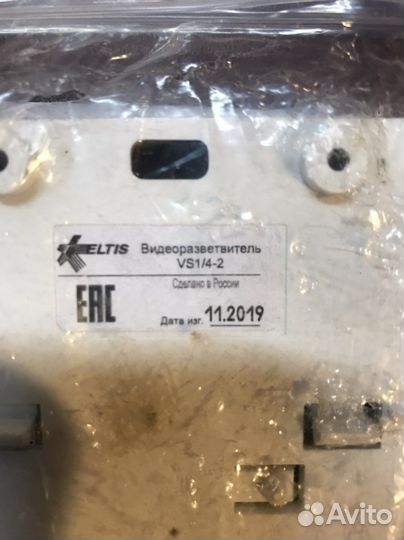 ELTIS Видеоразветвитель
VS1/4-2
Сделано в России
EAC
Дата изг. 11.2019
Avito